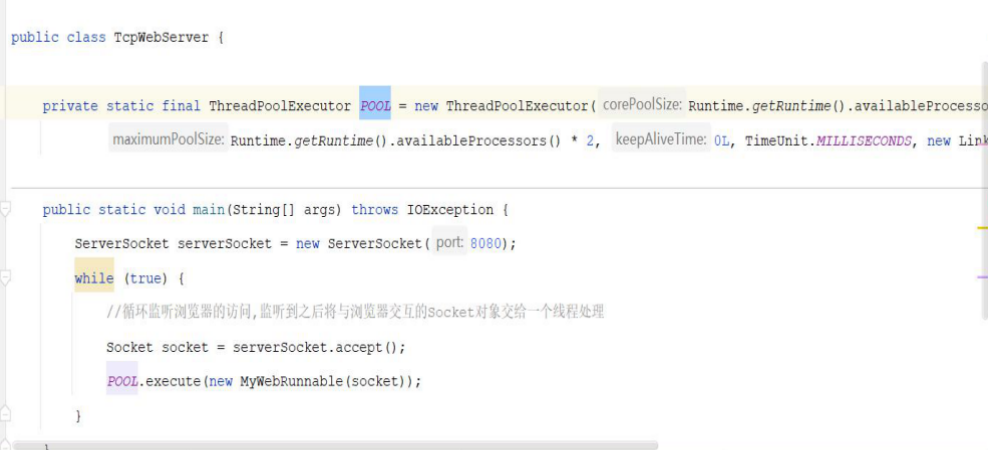 public class TcpWebServer {
private static final ThreadPoolExecutor POOL = new ThreadPoolExecutor( corePoolSize: Runtime.getRuntime().availableProcesso
maximumPoolSize: Runtime.getRuntime().availableProcessors() * 2, keepAliveTime: 0L, TimeUnit.MILLISECONDS, new Link
public static void main(String[] args) throws IOException {
ServerSocket serverSocket = new ServerSocket( port: 8080);
while (true) {
//循环监听浏览器的访问,监听到之后将与浏览器交互的Socket对象交给一个线程处理
Socket socket = serverSocket.accept();
POOL.execute(new MyWebRunnable(socket));
}
}